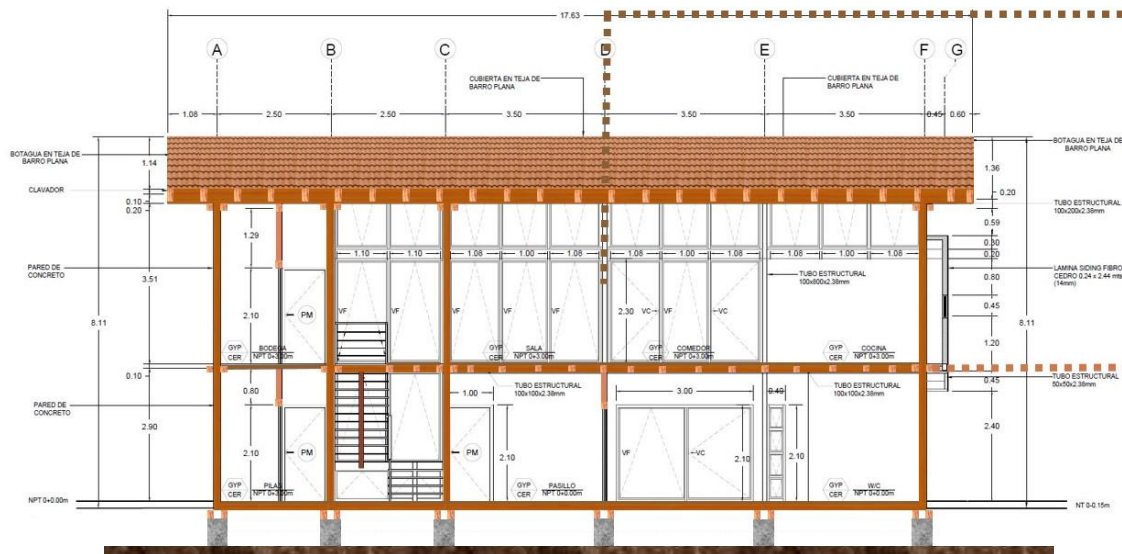 17.63
A
B
C
D
E
F
G
CUBIERTA EN TEJA DE
BARRO PLANA
CUBIERTA EN TEJA DE
BARRO PLANA
1.08
2.50
2.50
3.50
3.50
3.50
0.45
0.60
BOTAGUA EN TEJA DE
BARRO PLANA
BOTAGUA EN TEJA DE
BARRO PLANA
1.14
1.36
CLAVADOR
0.10
0.20
0.20
TUBO ESTRUCTURAL
100x200x2.38mm
1.29
0.59
0.30
0.20
1.10
1.10
1.08
1.00
1.08
1.08
1.00
1.08
1.08
1.00
1.08
PARED DE
CONCRETO
3.51
TUBO ESTRUCTURAL
100x800x2.38mm
LAMINA SIDING FIBRO
CEDRO 0.24 x 2.44 mts
(14mm)
0.80
2.10
PM
VF
VF
VF
2.30
VF
VC
VF
VC
0.45
8.11
8.11
1.20
GYP
CER
BODEGA
NPT 0+3.00m
GYP
CER
SALA
NPT 0+3.00m
GYP
CER
COMEDOR
NPT 0+3.00m
GYP
CER
COCINA
NPT 0+3.00m
0.10
TUBO ESTRUCTURAL
100x100x2.38mm
TUBO ESTRUCTURAL
100x100x2.38mm
TUBO ESTRUCTURAL
50x50x2.38mm
0.80
1.00
3.00
0.49
0.45
PARED DE
CONCRETO
2.90
2.40
2.10
PM
PM
2.10
VF
VC
2.10
2.10
GYP
CER
PILAS
NPT 0+3.00m
GYP
CER
PASILLO
NPT 0+0.00m
GYP
CER
W/C
NPT 0+0.00m
NPT 0+0.00m
NT 0-0.15m